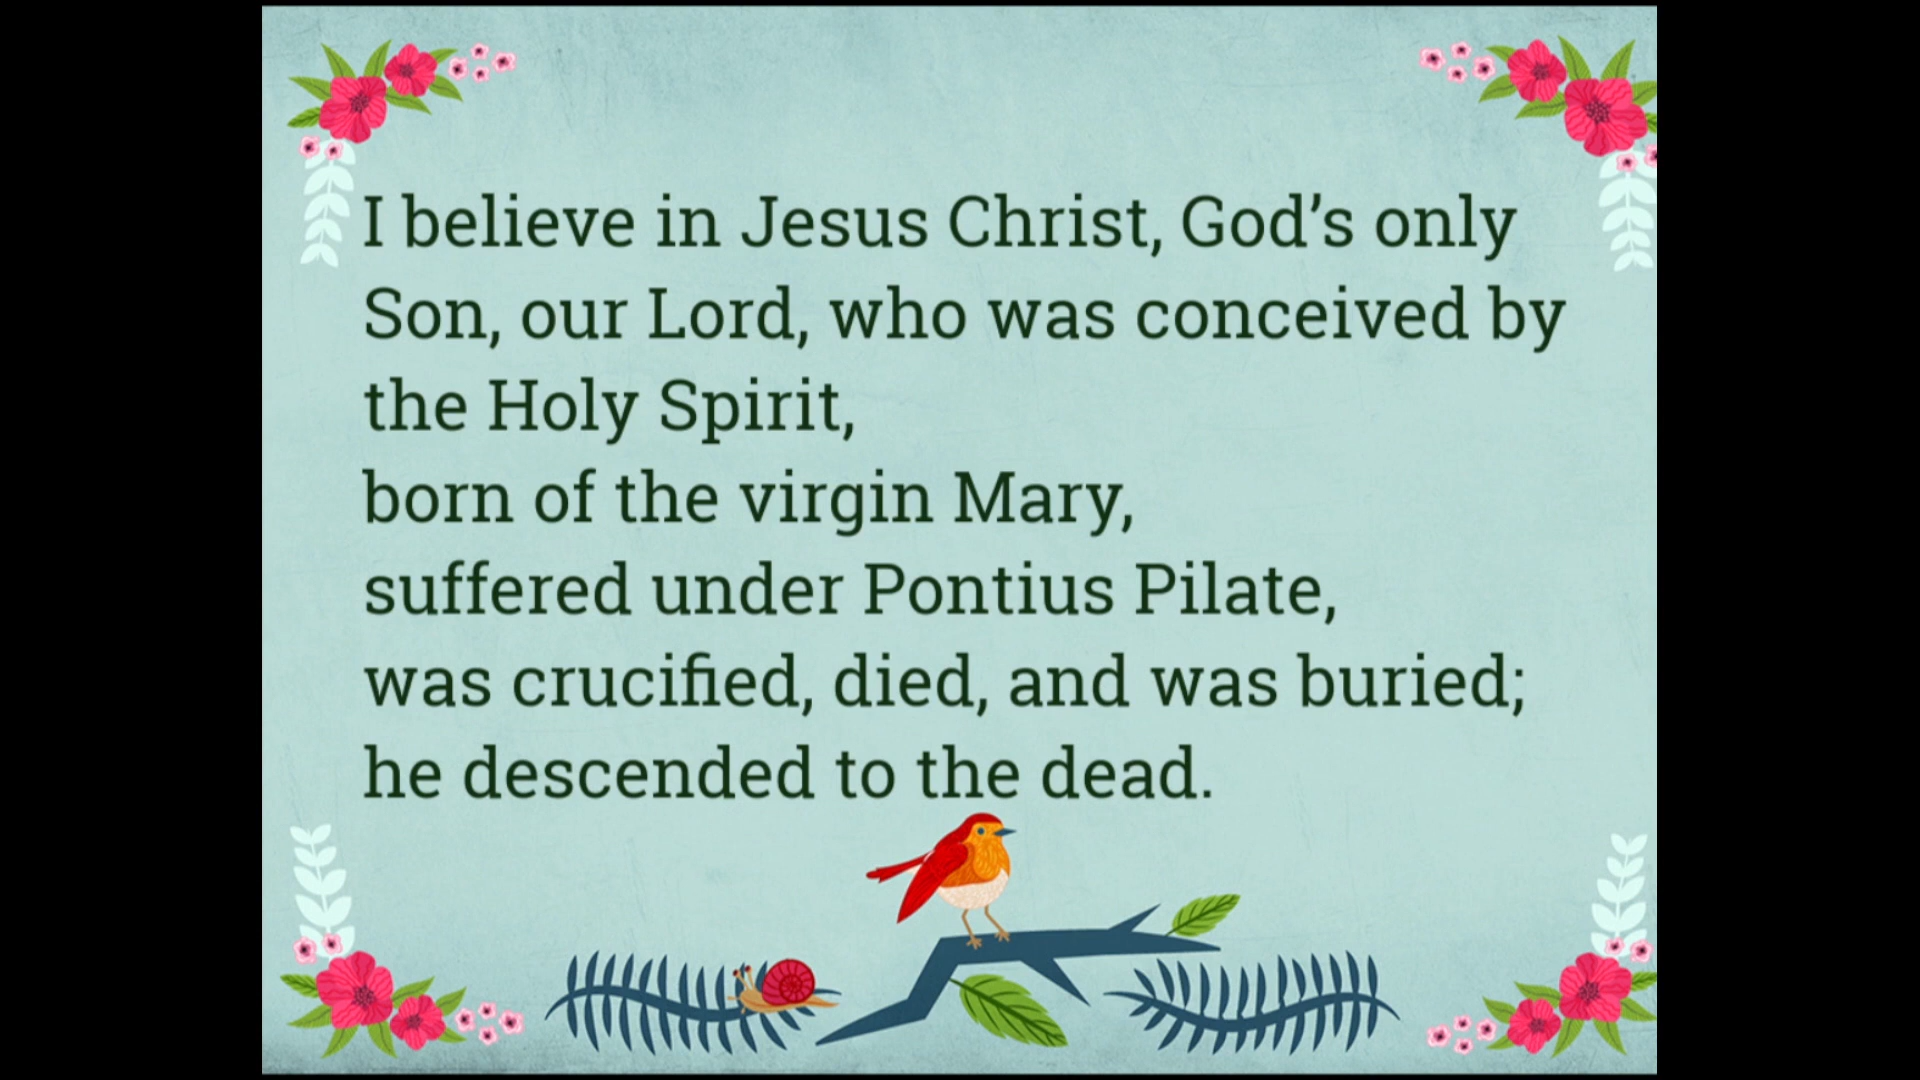 I believe in Jesus Christ, God’s only
Son, our Lord, who was conceived by
the Holy Spirit,
born of the virgin Mary,
suffered under Pontius Pilate,
was crucified, died, and was buried;
he descended to the dead.